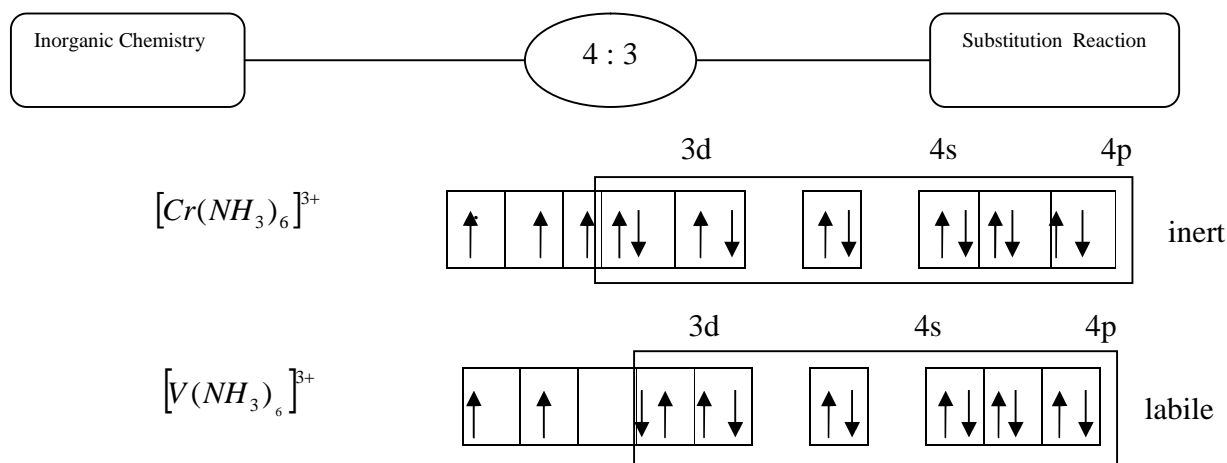 Inorganic Chemistry
4 : 3
Substitution Reaction
3d 4s 4p
[Cr(NH₃)₆]³⁺ inert
3d 4s 4p
[V(NH₃)₆]³⁺ labile